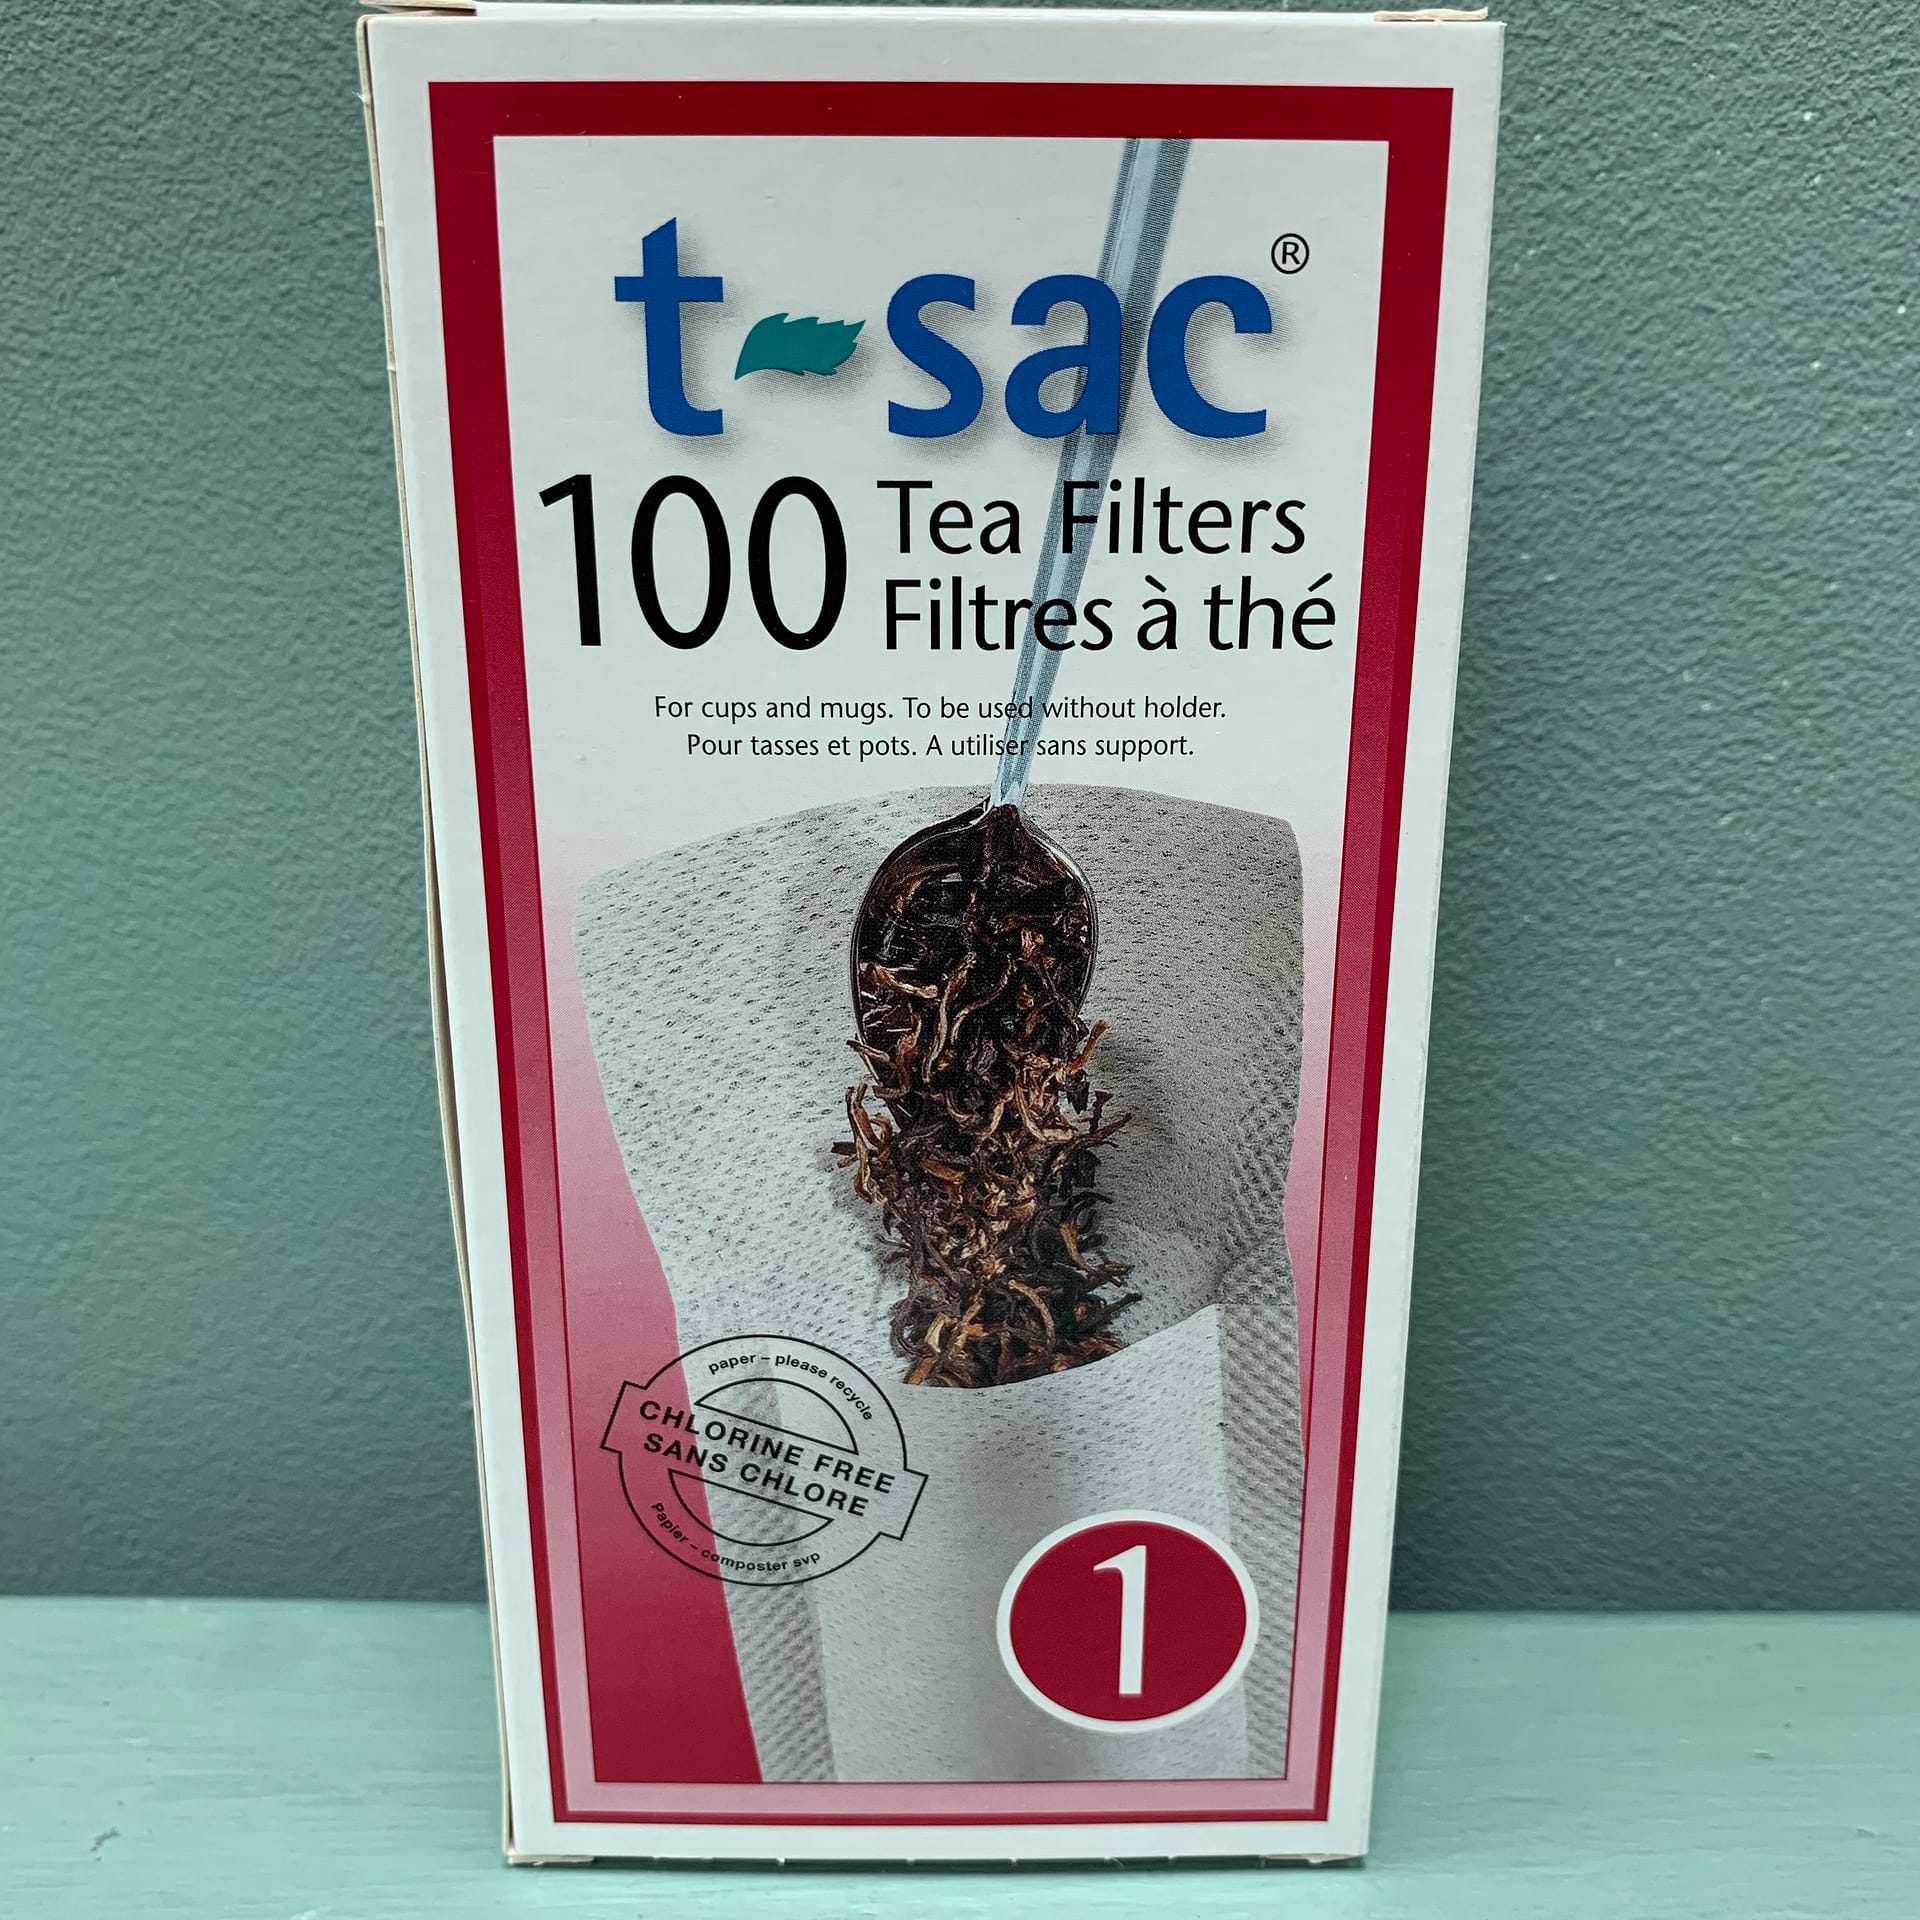 t-sac®
100 Tea Filters
Filtres à thé
For cups and mugs. To be used without holder.
Pour tasses et pots. A utiliser sans support.
paper – please recycle
CHLORINE FREE
SANS CHLORE
Papier – composter svp
1